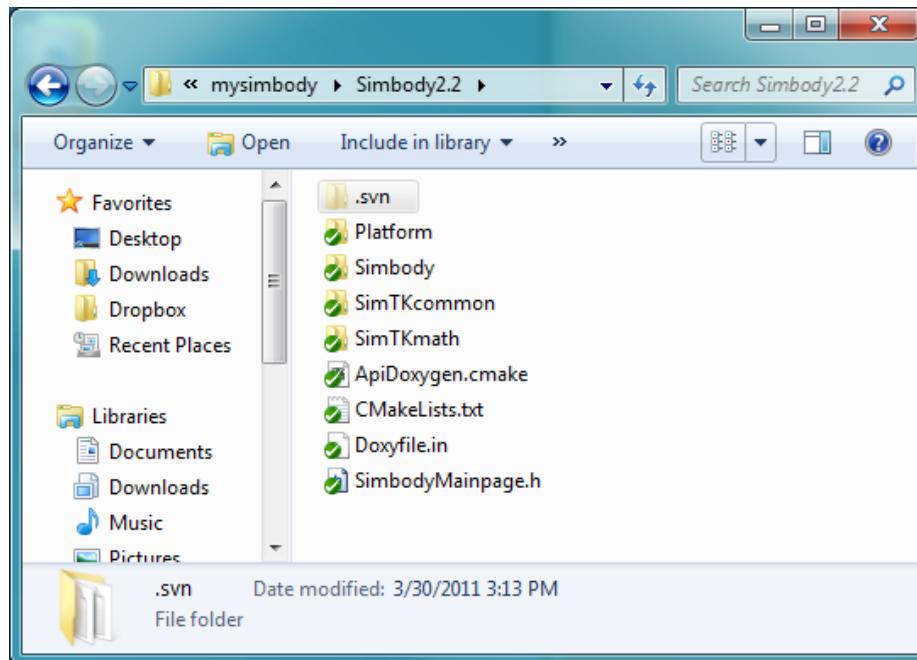 « mysimbody ▸ Simbody2.2 ▸ Search Simbody2.2
Organize ▾ Open Include in library ▾ »
Favorites
Desktop
Downloads
Dropbox
Recent Places
Libraries
Documents
Downloads
Music
Pictures
.svn
Platform
Simbody
SimTKcommon
SimTKmath
ApiDoxygen.cmake
CMakeLists.txt
Doxyfile.in
SimbodyMainpage.h
.svn Date modified: 3/30/2011 3:13 PM
File folder